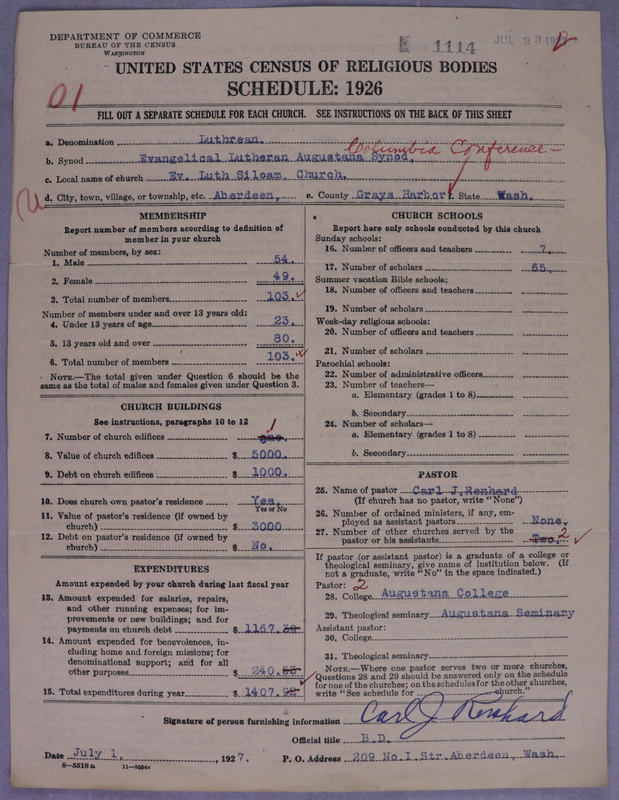 DEPARTMENT OF COMMERCE
BUREAU OF THE CENSUS
WASHINGTON
1114
JUL 23
UNITED STATES CENSUS OF RELIGIOUS BODIES
SCHEDULE: 1926
01
FILL OUT A SEPARATE SCHEDULE FOR EACH CHURCH. SEE INSTRUCTIONS ON THE BACK OF THIS SHEET
a. Denomination Luthrean.
Columbia Conference
b. Synod Evangelical Lutheran Augustana Synod,
c. Local name of church Ev. Luth Siloam, Church.
d. City, town, village, or township, etc. Aberdeen, e. County Grays Harbor. State Wash.
MEMBERSHIP
Report number of members according to definition of
member in your church
Number of members, by sex:
1. Male 54.
2. Female 49.
3. Total number of members 103.
Number of members under and over 13 years old:
4. Under 13 years of age 23.
5. 13 years old and over 80.
6. Total number of members 103.
NOTE.—The total given under Question 6 should be the
same as the total of males and females given under Question 3.
CHURCH BUILDINGS
See instructions, paragraphs 10 to 12
1
7. Number of church edifices one.
8. Value of church edifices $ 5000.
9. Debt on church edifices $ 1000.
10. Does church own pastor's residence Yes.
Yes or No
11. Value of pastor's residence (if owned by
church) $ 3000
12. Debt on pastor's residence (if owned by
church) $ No.
EXPENDITURES
Amount expended by your church during last fiscal year
13. Amount expended for salaries, repairs,
and other running expenses; for im-
provements or new buildings; and for
payments on church debt $ 1167.
14. Amount expended for benevolences, in-
cluding home and foreign missions; for
denominational support; and for all
other purposes $ 240.
15. Total expenditures during year $ 1407.
CHURCH SCHOOLS
Report here only schools conducted by this church
Sunday schools:
16. Number of officers and teachers 7.
17. Number of scholars 65.
Summer vacation Bible schools:
18. Number of officers and teachers
19. Number of scholars
Week-day religious schools:
20. Number of officers and teachers
21. Number of scholars
Parochial schools:
22. Number of administrative officers
23. Number of teachers—
a. Elementary (grades 1 to 8)
b. Secondary
24. Number of scholars—
a. Elementary (grades 1 to 8)
b. Secondary
PASTOR
25. Name of pastor Carl J.Renhard
(If church has no pastor, write "None")
26. Number of ordained ministers, if any, em-
ployed as assistant pastors None.
27. Number of other churches served by the
pastor or his assistants Two. 2
If pastor (or assistant pastor) is a graduate of a college or
theological seminary, give name of institution below. (If
not a graduate, write "No" in the space indicated.)
Pastor: 2
28. College Augustana College
29. Theological seminary Augustana Seminary
Assistant pastor:
30. College
31. Theological seminary
NOTE.—Where one pastor serves two or more churches,
Questions 28 and 29 should be answered only on the schedule
for one of the churches; on the schedules for the other churches,
write "See schedule for church."
Signature of person furnishing information Carl J Renhard
Official title B.D.
Date July 1, 1927. P. O. Address 209 No.I.Str.Aberdeen, Wash.
8—5518 a 11—9054a